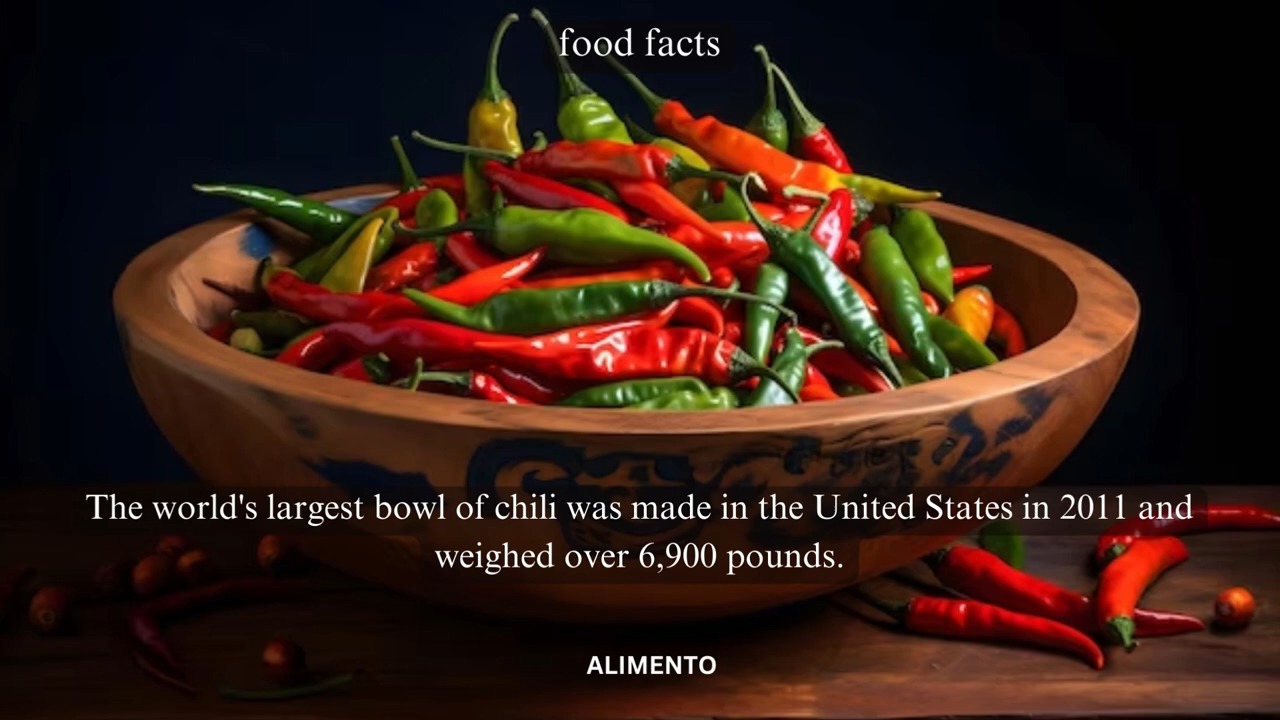 food facts
The world's largest bowl of chili was made in the United States in 2011 and
weighed over 6,900 pounds.
ALIMENTO